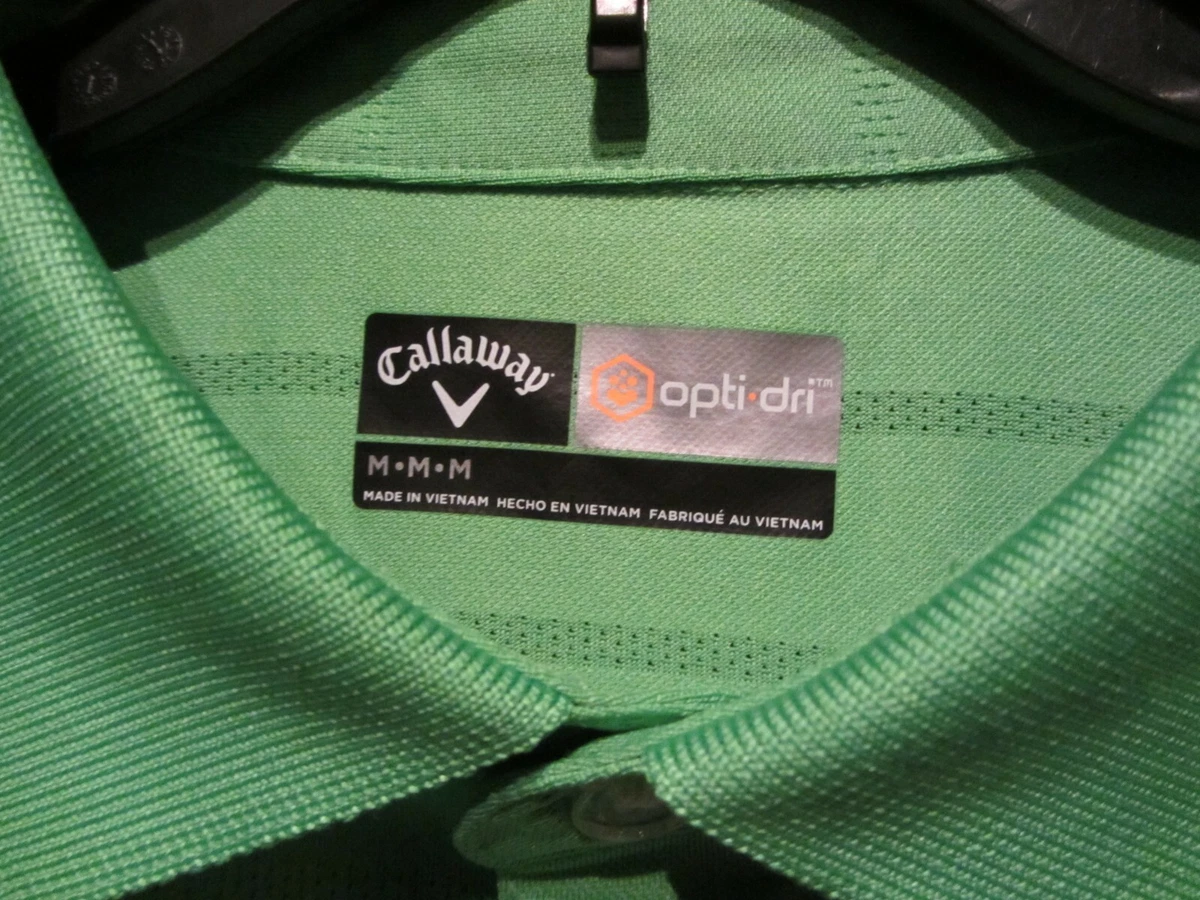 Callaway
opti·dri™
M•M•M
MADE IN VIETNAM HECHO EN VIETNAM FABRIQUÉ AU VIETNAM